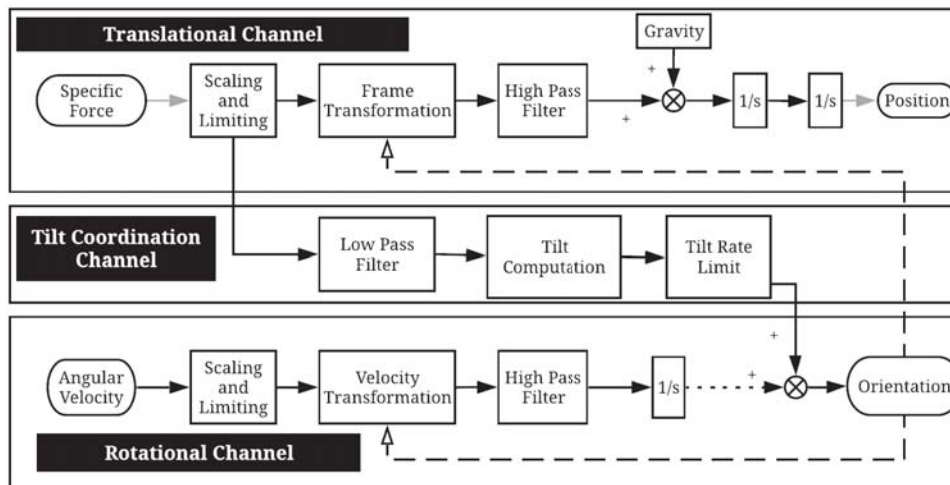 Translational Channel
Gravity
+
Specific
Force
Scaling
and
Limiting
Frame
Transformation
High Pass
Filter
+
1/s
1/s
Position
Tilt Coordination
Channel
Low Pass
Filter
Tilt
Computation
Tilt Rate
Limit
+
Angular
Velocity
Scaling
and
Limiting
Velocity
Transformation
High Pass
Filter
1/s
+
Orientation
Rotational Channel